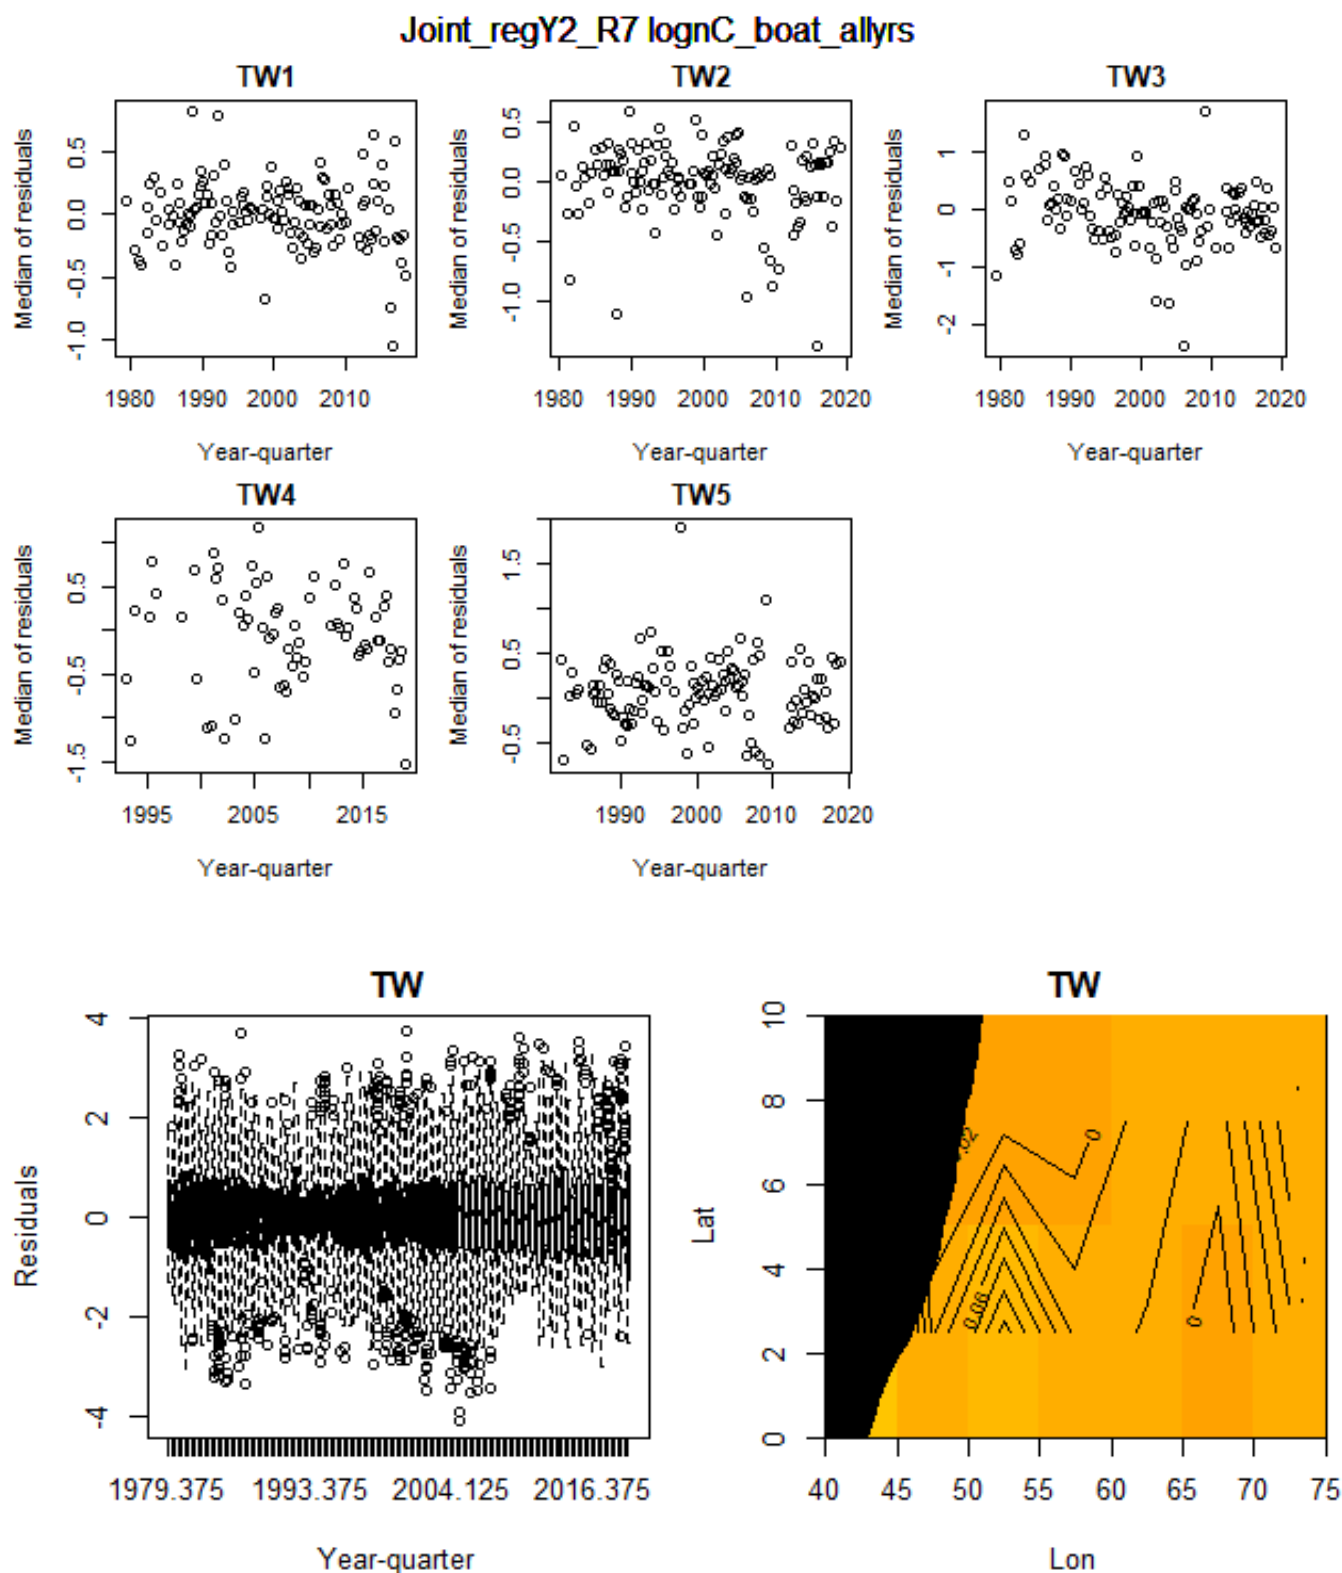 Joint_regY2_R7 lognC_boat_allyrs
TW1 TW2 TW3
Median of residuals
-1.0 -0.5 0.0 0.5
1980 1990 2000 2010
Year-quarter
Median of residuals
-1.0 -0.5 0.0 0.5
1980 1990 2000 2010 2020
Year-quarter
Median of residuals
-2 -1 0 1
1980 1990 2000 2010 2020
Year-quarter
TW4 TW5
Median of residuals
-1.5 -0.5 0.5
1995 2005 2015
Year-quarter
Median of residuals
-0.5 0.5 1.5
1990 2000 2010 2020
Year-quarter
TW
Residuals
-4 -2 0 2 4
1979.375 1993.375 2004.125 2016.375
Year-quarter
TW
Lat
0 2 4 6 8 10
0
0.06
0
40 45 50 55 60 65 70 75
Lon